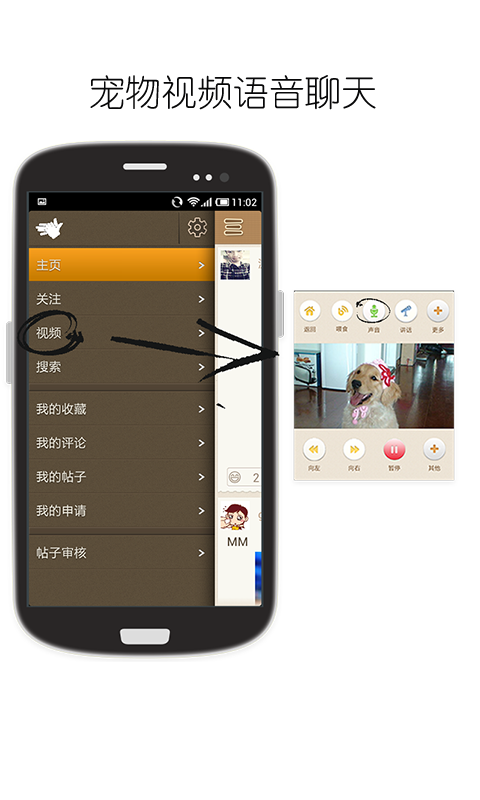 宠物视频语音聊天
11:02
主页
关注
视频
搜索
我的收藏
我的评论
我的帖子
我的申请
帖子审核
2
MM
返回 喂食 声音 讲话 更多
向左 向右 暂停 其他